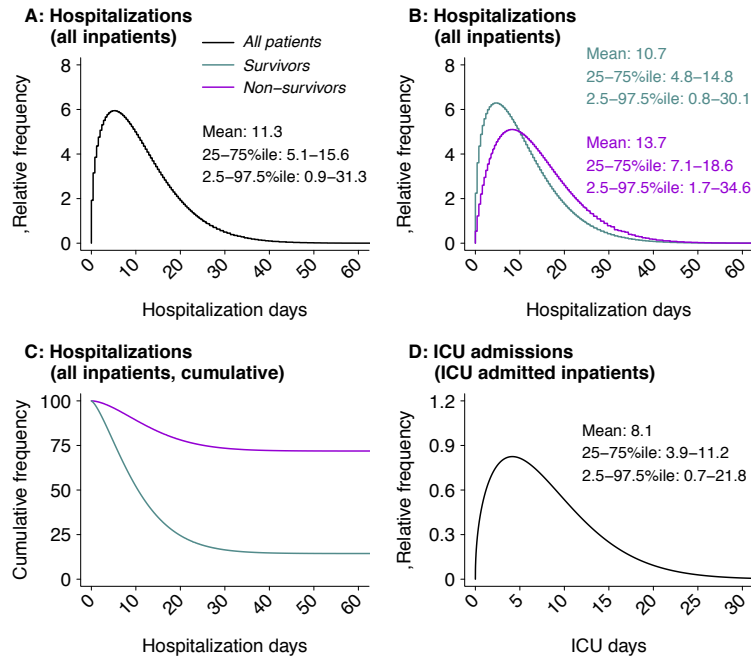 A: Hospitalizations
(all inpatients)
All patients
Survivors
Non−survivors
Mean: 11.3
25−75%ile: 5.1−15.6
2.5−97.5%ile: 0.9−31.3
,Relative frequency
8
6
4
2
0
0
10
20
30
40
50
60
Hospitalization days
B: Hospitalizations
(all inpatients)
Mean: 10.7
25−75%ile: 4.8−14.8
2.5−97.5%ile: 0.8−30.1
Mean: 13.7
25−75%ile: 7.1−18.6
2.5−97.5%ile: 1.7−34.6
,Relative frequency
8
6
4
2
0
0
10
20
30
40
50
60
Hospitalization days
C: Hospitalizations
(all inpatients, cumulative)
Cumulative frequency
100
75
50
25
0
0
10
20
30
40
50
60
Hospitalization days
D: ICU admissions
(ICU admitted inpatients)
Mean: 8.1
25−75%ile: 3.9−11.2
2.5−97.5%ile: 0.7−21.8
,Relative frequency
1.2
0.9
0.6
0.3
0
0
5
10
15
20
25
30
ICU days